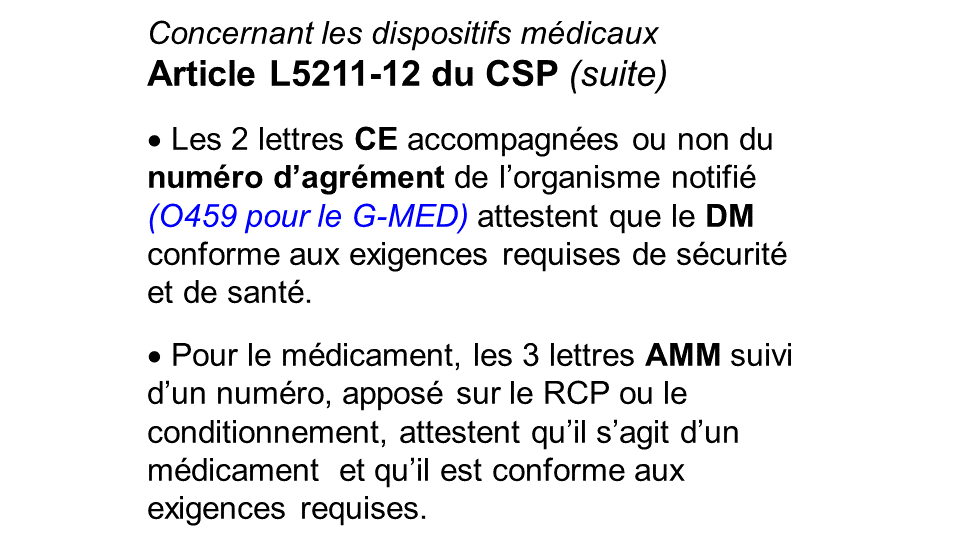 Concernant les dispositifs médicaux
Article L5211-12 du CSP (suite)
• Les 2 lettres CE accompagnées ou non du
numéro d’agrément de l’organisme notifié
(O459 pour le G-MED) attestent que le DM
conforme aux exigences requises de sécurité
et de santé.
• Pour le médicament, les 3 lettres AMM suivi
d’un numéro, apposé sur le RCP ou le
conditionnement, attestent qu’il s’agit d’un
médicament  et qu’il est conforme aux
exigences requises.